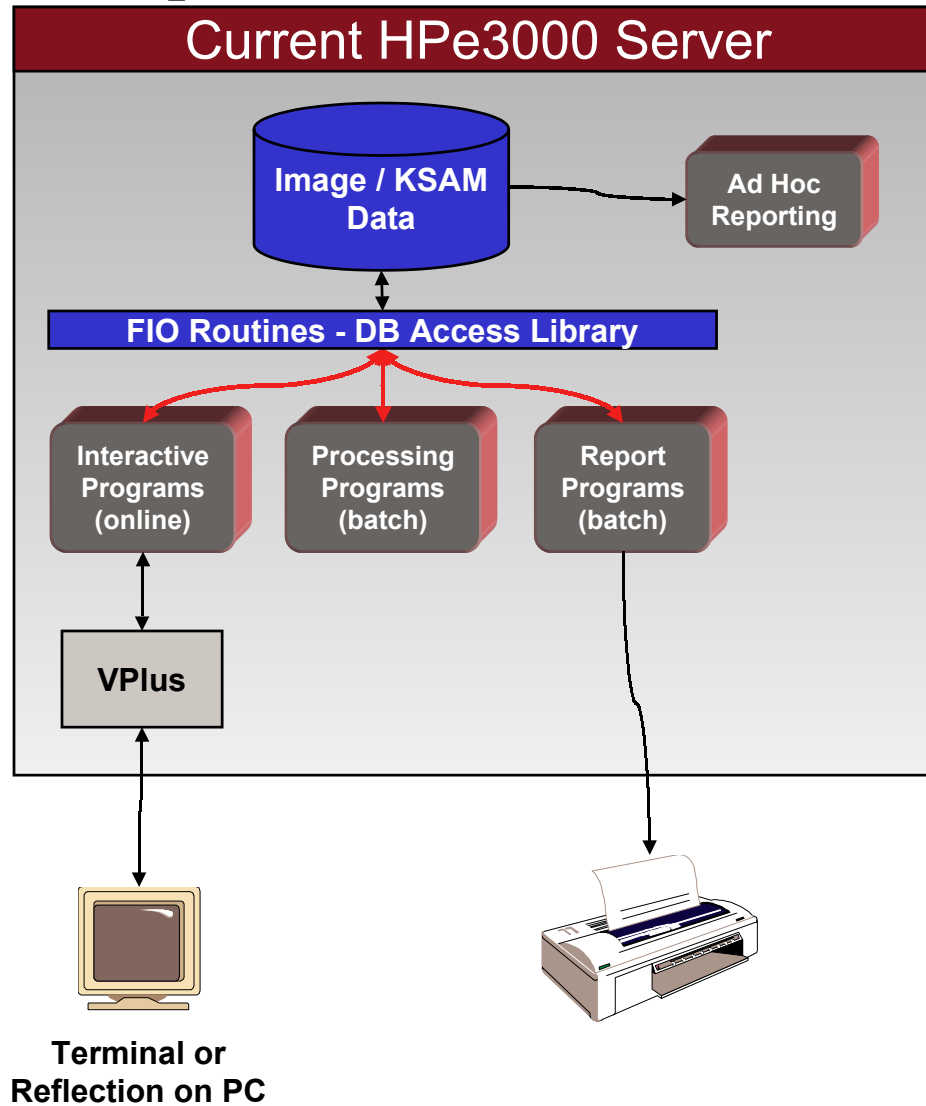 Current HPe3000 Server
Image / KSAM
Data
Ad Hoc
Reporting
FIO Routines - DB Access Library
Interactive
Programs
(online)
Processing
Programs
(batch)
Report
Programs
(batch)
VPlus
Terminal or
Reflection on PC